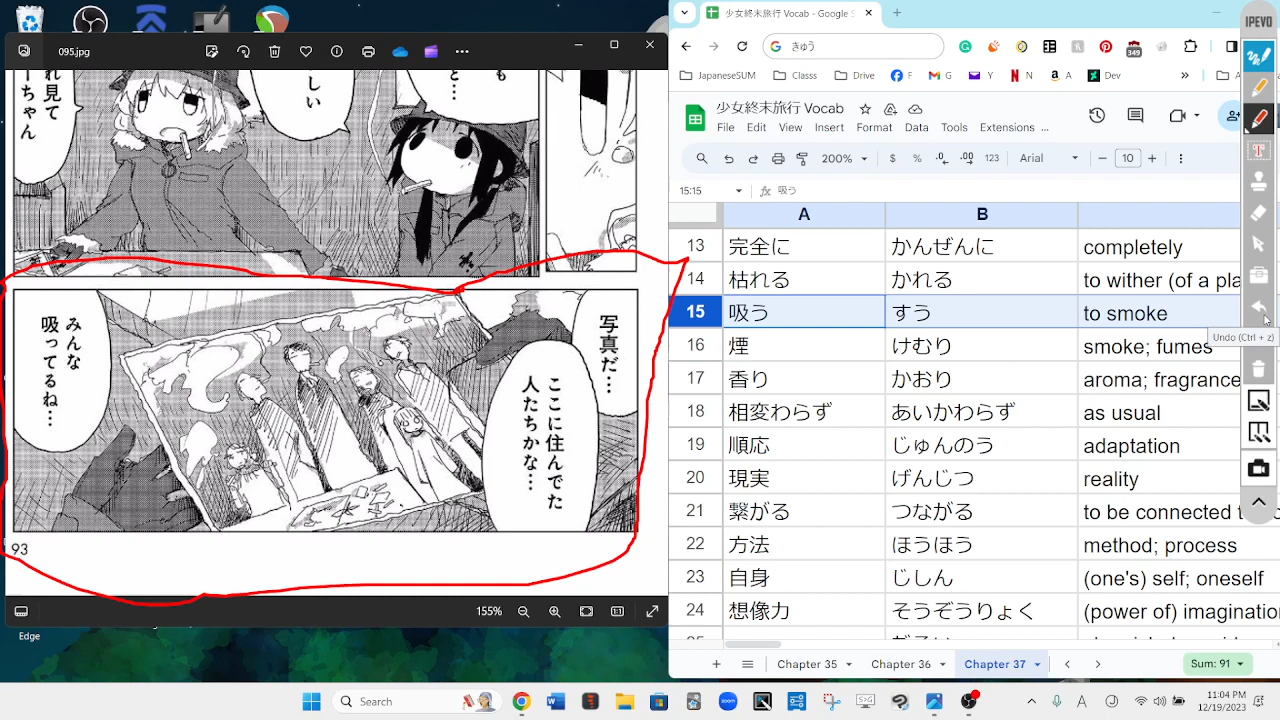 095.jpg
れ見て
ーちゃん
しい
も
と…
写真だ…
ここに住んでた
人たちかな…
みんな
吸ってるね…
93
155%
1:1
Edge
少女終末旅行 Vocab - Google S
きゅう
349
JapaneseSUM
Classs
Drive
F
G
Y
N
A
Dev
»
A
少女終末旅行 Vocab
File Edit View Insert Format Data Tools Extensions ...
200% $ % .0 .00 123 Arial 10
15:15 fx 吸う
A B
13 完全に かんぜんに completely
14 枯れる かれる to wither (of a pla
15 吸う すう to smoke
16 煙 けむり smoke; fumes
17 香り かおり aroma; fragrance
18 相変わらず あいかわらず as usual
19 順応 じゅんのう adaptation
20 現実 げんじつ reality
21 繋がる つながる to be connected to
22 方法 ほうほう method; process
23 自身 じしん (one's) self; oneself
24 想像力 そうぞうりょく (power of) imagination
Chapter 35 Chapter 36 Chapter 37 Sum: 91
IPEVO
T
Undo (Ctrl + z)
Search
zoom
A
11:04 PM
12/19/2023